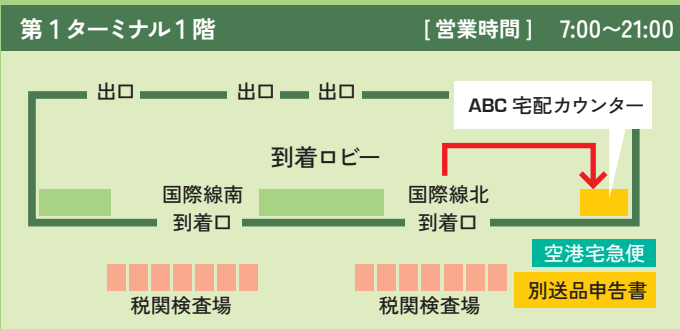 第1ターミナル1階 [営業時間] 7:00〜21:00
出口 出口 出口
ABC 宅配カウンター
到着ロビー
国際線南
到着口
国際線北
到着口
空港宅急便
別送品申告書
税関検査場 税関検査場